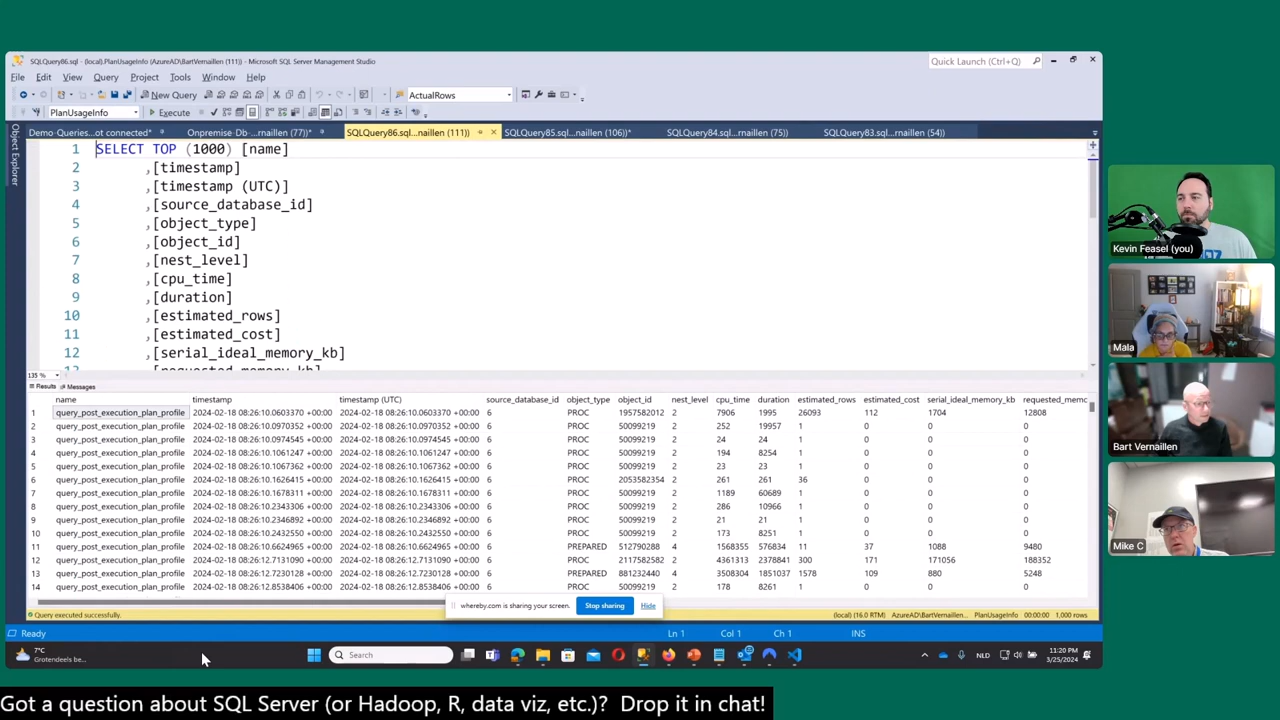 SQLQuery86.sql - (local).PlanUsageInfo (AzureAD\BartVernaillen (111)) - Microsoft SQL Server Management Studio
Quick Launch (Ctrl+Q)
File Edit View Query Project Tools Window Help
New Query
ActualRows
PlanUsageInfo
Execute
Demo-Queries...ot connected*
Onpremise-Db-...rnaillen (77))*
SQLQuery86.sql...naillen (111))
SQLQuery85.sql...naillen (106))*
SQLQuery84.sql...rnaillen (75))
SQLQuery83.sql...rnaillen (54))
Object Explorer
1 SELECT TOP (1000) [name]
2 ,[timestamp]
3 ,[timestamp (UTC)]
4 ,[source_database_id]
5 ,[object_type]
6 ,[object_id]
7 ,[nest_level]
8 ,[cpu_time]
9 ,[duration]
10 ,[estimated_rows]
11 ,[estimated_cost]
12 ,[serial_ideal_memory_kb]
135 %
Results Messages
name timestamp timestamp (UTC) source_database_id object_type object_id nest_level cpu_time duration estimated_rows estimated_cost serial_ideal_memory_kb requested_memc
1 query_post_execution_plan_profile 2024-02-18 08:26:10.0603370 +00:00 2024-02-18 08:26:10.0603370 +00:00 6 PROC 1957582012 2 7906 1995 26093 112 1704 12808
2 query_post_execution_plan_profile 2024-02-18 08:26:10.0970352 +00:00 2024-02-18 08:26:10.0970352 +00:00 6 PROC 50099219 2 252 19957 1 0 0 0
3 query_post_execution_plan_profile 2024-02-18 08:26:10.0974545 +00:00 2024-02-18 08:26:10.0974545 +00:00 6 PROC 50099219 2 24 24 1 0 0 0
4 query_post_execution_plan_profile 2024-02-18 08:26:10.1061247 +00:00 2024-02-18 08:26:10.1061247 +00:00 6 PROC 50099219 2 194 8254 1 0 0 0
5 query_post_execution_plan_profile 2024-02-18 08:26:10.1067362 +00:00 2024-02-18 08:26:10.1067362 +00:00 6 PROC 50099219 2 23 23 1 0 0 0
6 query_post_execution_plan_profile 2024-02-18 08:26:10.1626415 +00:00 2024-02-18 08:26:10.1626415 +00:00 6 PROC 2053582354 2 261 261 36 0 0 0
7 query_post_execution_plan_profile 2024-02-18 08:26:10.1678311 +00:00 2024-02-18 08:26:10.1678311 +00:00 6 PROC 50099219 2 1189 60689 1 0 0 0
8 query_post_execution_plan_profile 2024-02-18 08:26:10.2343306 +00:00 2024-02-18 08:26:10.2343306 +00:00 6 PROC 50099219 2 286 10966 1 0 0 0
9 query_post_execution_plan_profile 2024-02-18 08:26:10.2346892 +00:00 2024-02-18 08:26:10.2346892 +00:00 6 PROC 50099219 2 21 21 1 0 0 0
10 query_post_execution_plan_profile 2024-02-18 08:26:10.2432550 +00:00 2024-02-18 08:26:10.2432550 +00:00 6 PROC 50099219 2 173 8251 1 0 0 0
11 query_post_execution_plan_profile 2024-02-18 08:26:10.6624965 +00:00 2024-02-18 08:26:10.6624965 +00:00 6 PREPARED 512790288 4 1568355 576834 11 37 1088 9480
12 query_post_execution_plan_profile 2024-02-18 08:26:12.7131090 +00:00 2024-02-18 08:26:12.7131090 +00:00 6 PROC 2117582582 2 4361313 2378841 300 171 171056 188352
13 query_post_execution_plan_profile 2024-02-18 08:26:12.7230128 +00:00 2024-02-18 08:26:12.7230128 +00:00 6 PREPARED 881232440 4 3508304 1851037 1578 109 880 5248
14 query_post_execution_plan_profile 2024-02-18 08:26:12.8538406 +00:00 2024-02-18 08:26:12.8538406 +00:00 6 PROC 50099219 2 178 8261 1 0 0 0
whereby.com is sharing your screen. Stop sharing Hide
Query executed successfully. (local) (16.0 RTM) AzureAD\BartVernaillen ... PlanUsageInfo 00:00:00 1,000 rows
Ready Ln 1 Col 1 Ch 1 INS
7°C
Grotendeels be...
Search
NLD
11:20 PM
3/25/2024
Kevin Feasel (you)
Mala
Bart Vernaillen
Mike C
Got a question about SQL Server (or Hadoop, R, data viz, etc.)? Drop it in chat!